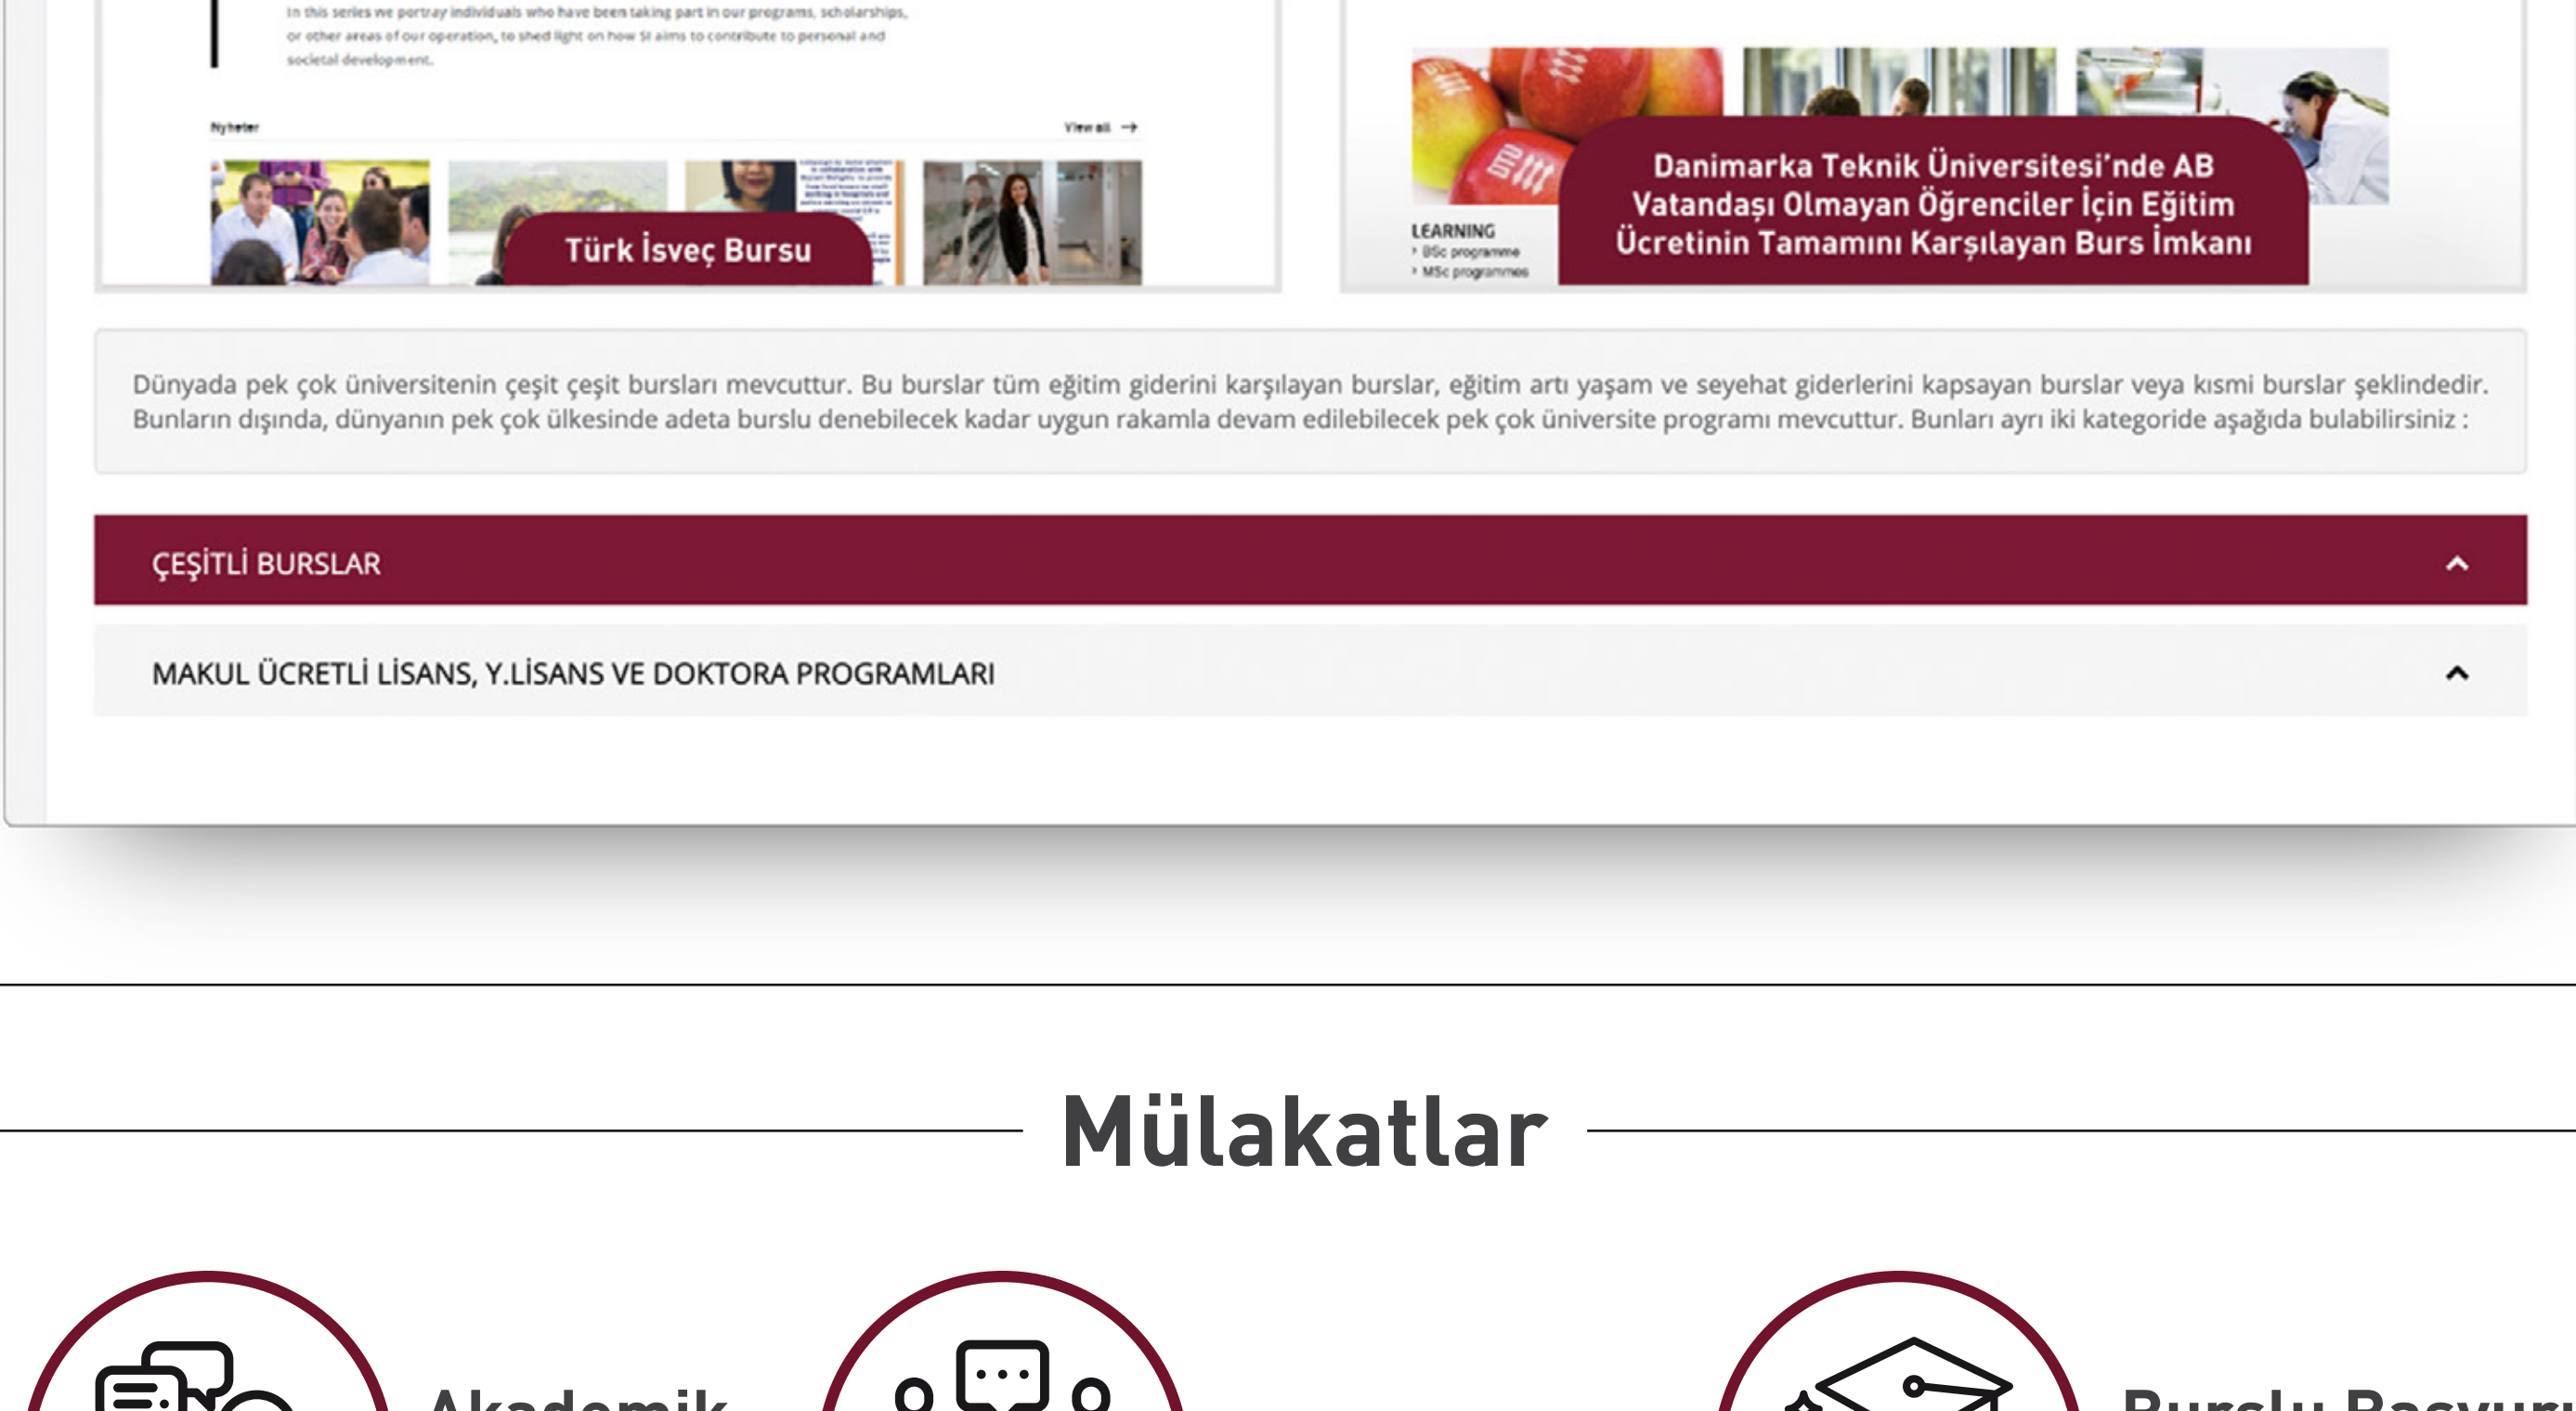 In this series we portray individuals who have been taking part in our programs, scholarships,
or other areas of our operation, to shed light on how SI aims to contribute to personal and
societal development.
Nyheter
View all →
Türk İsveç Bursu
DTU
Danimarka Teknik Üniversitesi’nde AB
Vatandaşı Olmayan Öğrenciler İçin Eğitim
Ücretinin Tamamını Karşılayan Burs İmkanı
LEARNING
› BSc programme
› MSc programmes
Dünyada pek çok üniversitenin çeşit çeşit bursları mevcuttur. Bu burslar tüm eğitim giderini karşılayan burslar, eğitim artı yaşam ve seyehat giderlerini kapsayan burslar veya kısmi burslar şeklindedir.
Bunların dışında, dünyanın pek çok ülkesinde adeta burslu denebilecek kadar uygun rakamla devam edilebilecek pek çok üniversite programı mevcuttur. Bunları ayrı iki kategoride aşağıda bulabilirsiniz :
ÇEŞİTLİ BURSLAR
MAKUL ÜCRETLİ LİSANS, Y.LİSANS VE DOKTORA PROGRAMLARI
Mülakatlar
Akademik
Burslu Başvuru